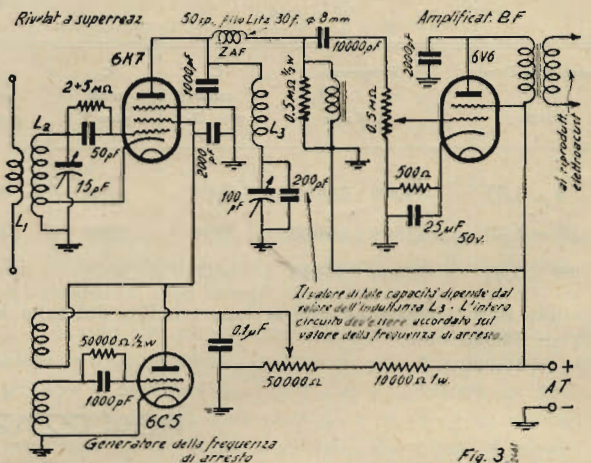 Rivelat. a superreaz.
50 sp. filo Litz 30 f. φ 8 mm
ZAF
Amplificat. BF
6K7
6V6
2÷5 MΩ
L2
50 pF
15 pF
L1
1000 pF
2000 pF
L3
100 pF
200 pF
0.5 MΩ ½ w
10000 pF
0.5 MΩ
2000 pF
500 Ω
25 µF
50 v.
al riprodutt. elettroacust.
Il valore di tale capacità dipende dal
valore dell'induttanza L3 - L'intero
circuito dev'essere accordato sul
valore della frequenza di arresto.
50000 Ω ½ w
1000 pF
6C5
0.1 µF
50000 Ω
10000 Ω 1 w.
+
AT
-
Generatore della frequenza
di arresto
Fig. 3